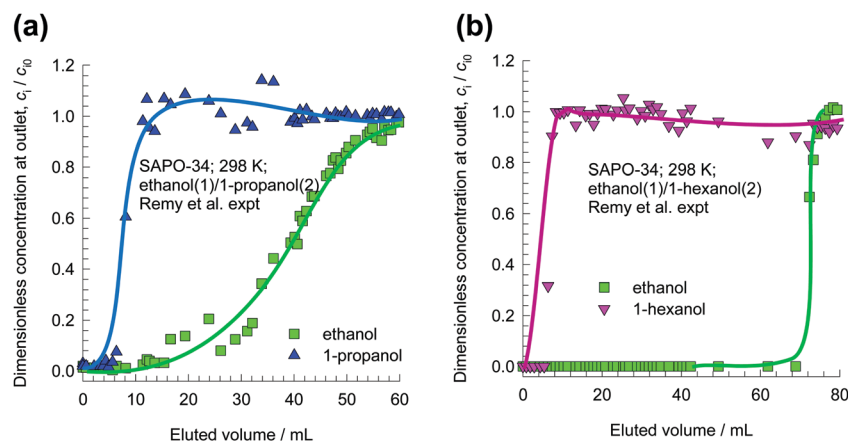 (a)
Dimensionless concentration at outlet, ci / ci0
1.2
1.0
0.8
0.6
0.4
0.2
0.0
SAPO-34; 298 K;
ethanol(1)/1-propanol(2)
Remy et al. expt
ethanol
1-propanol
0 10 20 30 40 50 60
Eluted volume / mL
(b)
Dimensionless concentration at outlet, ci / ci0
1.2
1.0
0.8
0.6
0.4
0.2
0.0
SAPO-34; 298 K;
ethanol(1)/1-hexanol(2)
Remy et al. expt
ethanol
1-hexanol
0 20 40 60 80
Eluted volume / mL